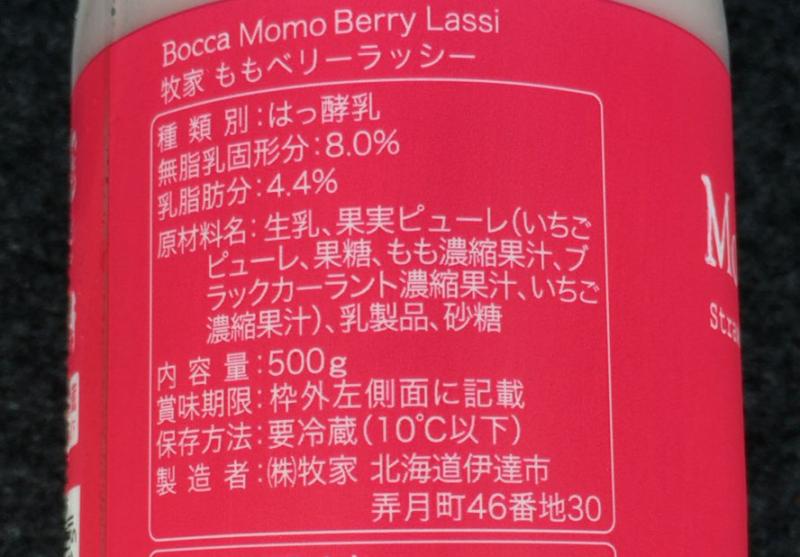 Bocca Momo Berry Lassi
牧家 ももベリーラッシー
種類別：はっ酵乳
無脂乳固形分：8.0%
乳脂肪分：4.4%
原材料名：生乳、果実ピューレ（いちご
ピューレ、果糖、もも濃縮果汁、ブ
ラックカーラント濃縮果汁、いちご
濃縮果汁）、乳製品、砂糖
内容量：500g
賞味期限：枠外左側面に記載
保存方法：要冷蔵（10℃以下）
製造者：㈱牧家 北海道伊達市
弄月町46番地30